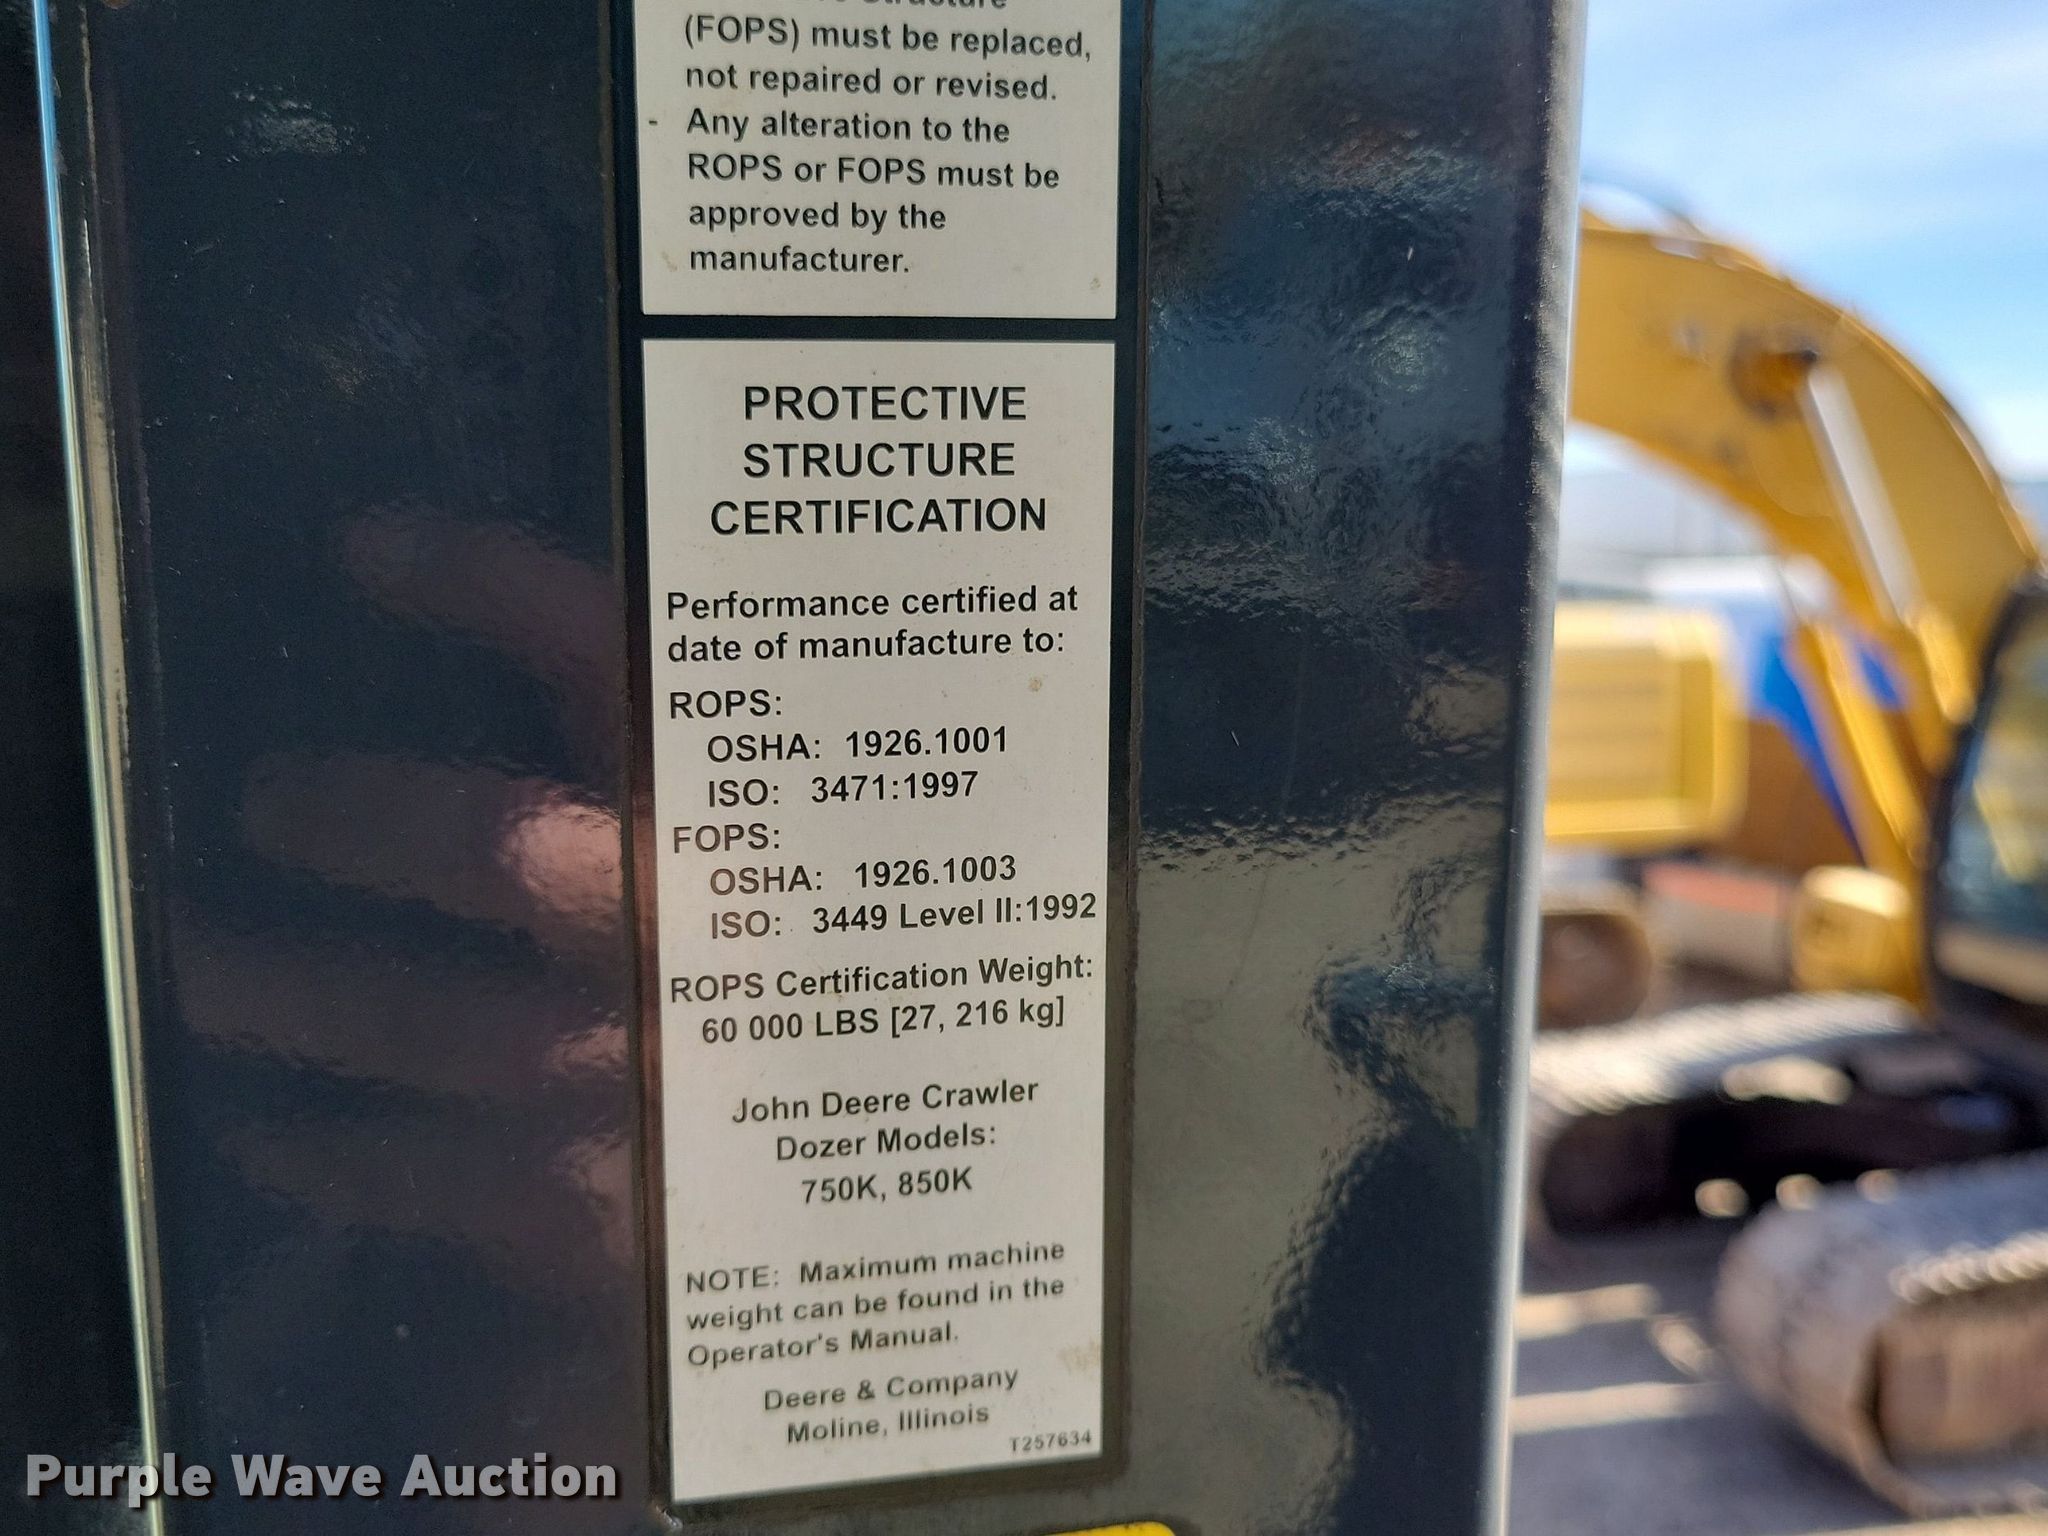 Structure
(FOPS) must be replaced,
not repaired or revised.
- Any alteration to the
ROPS or FOPS must be
approved by the
manufacturer.
PROTECTIVE
STRUCTURE
CERTIFICATION
Performance certified at
date of manufacture to:
ROPS:
OSHA: 1926.1001
ISO: 3471:1997
FOPS:
OSHA: 1926.1003
ISO: 3449 Level II:1992
ROPS Certification Weight:
60 000 LBS [27, 216 kg]
John Deere Crawler
Dozer Models:
750K, 850K
NOTE: Maximum machine
weight can be found in the
Operator's Manual.
Deere & Company
Moline, Illinois
T257634
Purple Wave Auction